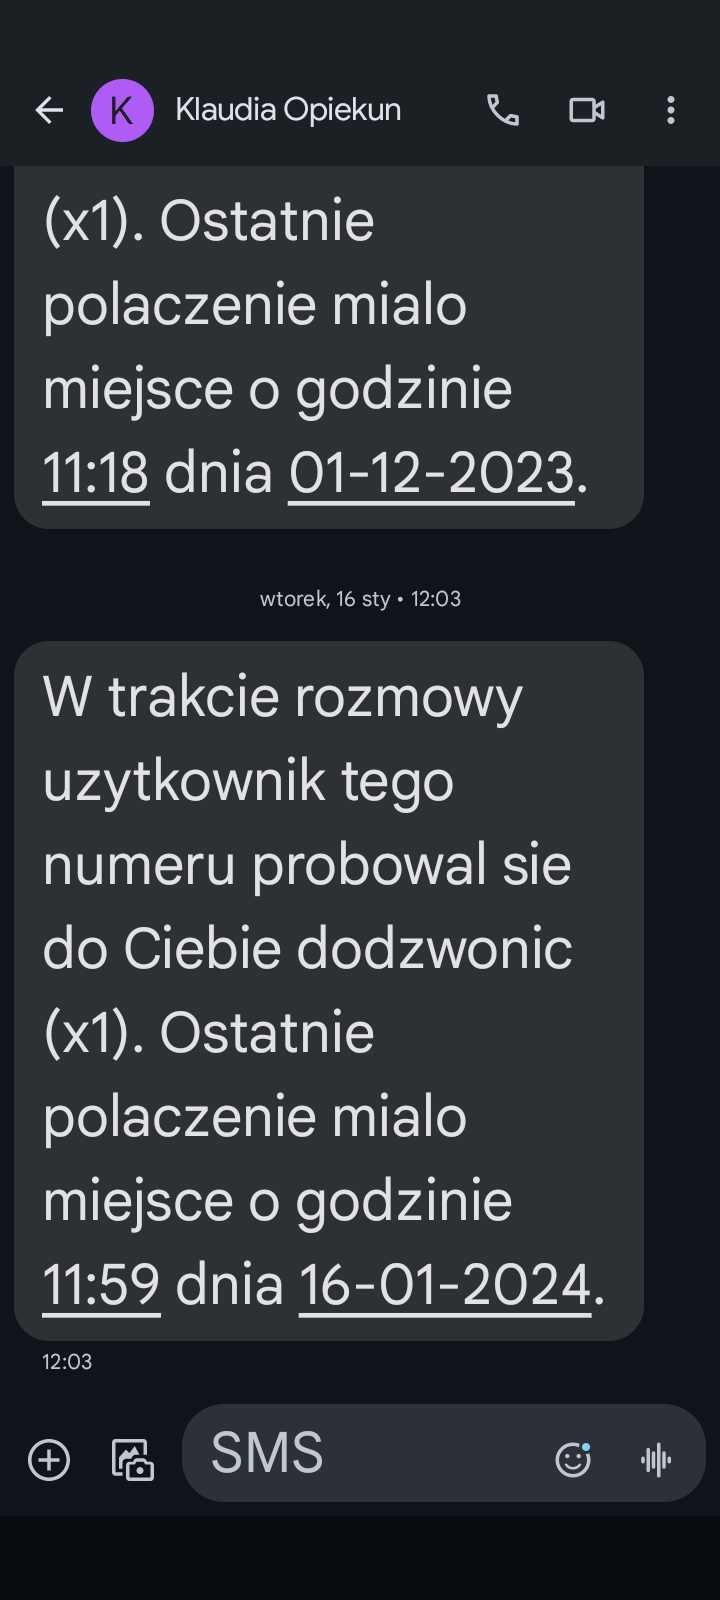 K Klaudia Opiekun
(x1). Ostatnie
polaczenie mialo
miejsce o godzinie
11:18 dnia 01-12-2023.
wtorek, 16 sty • 12:03
W trakcie rozmowy
uzytkownik tego
numeru probowal sie
do Ciebie dodzwonic
(x1). Ostatnie
polaczenie mialo
miejsce o godzinie
11:59 dnia 16-01-2024.
12:03
SMS